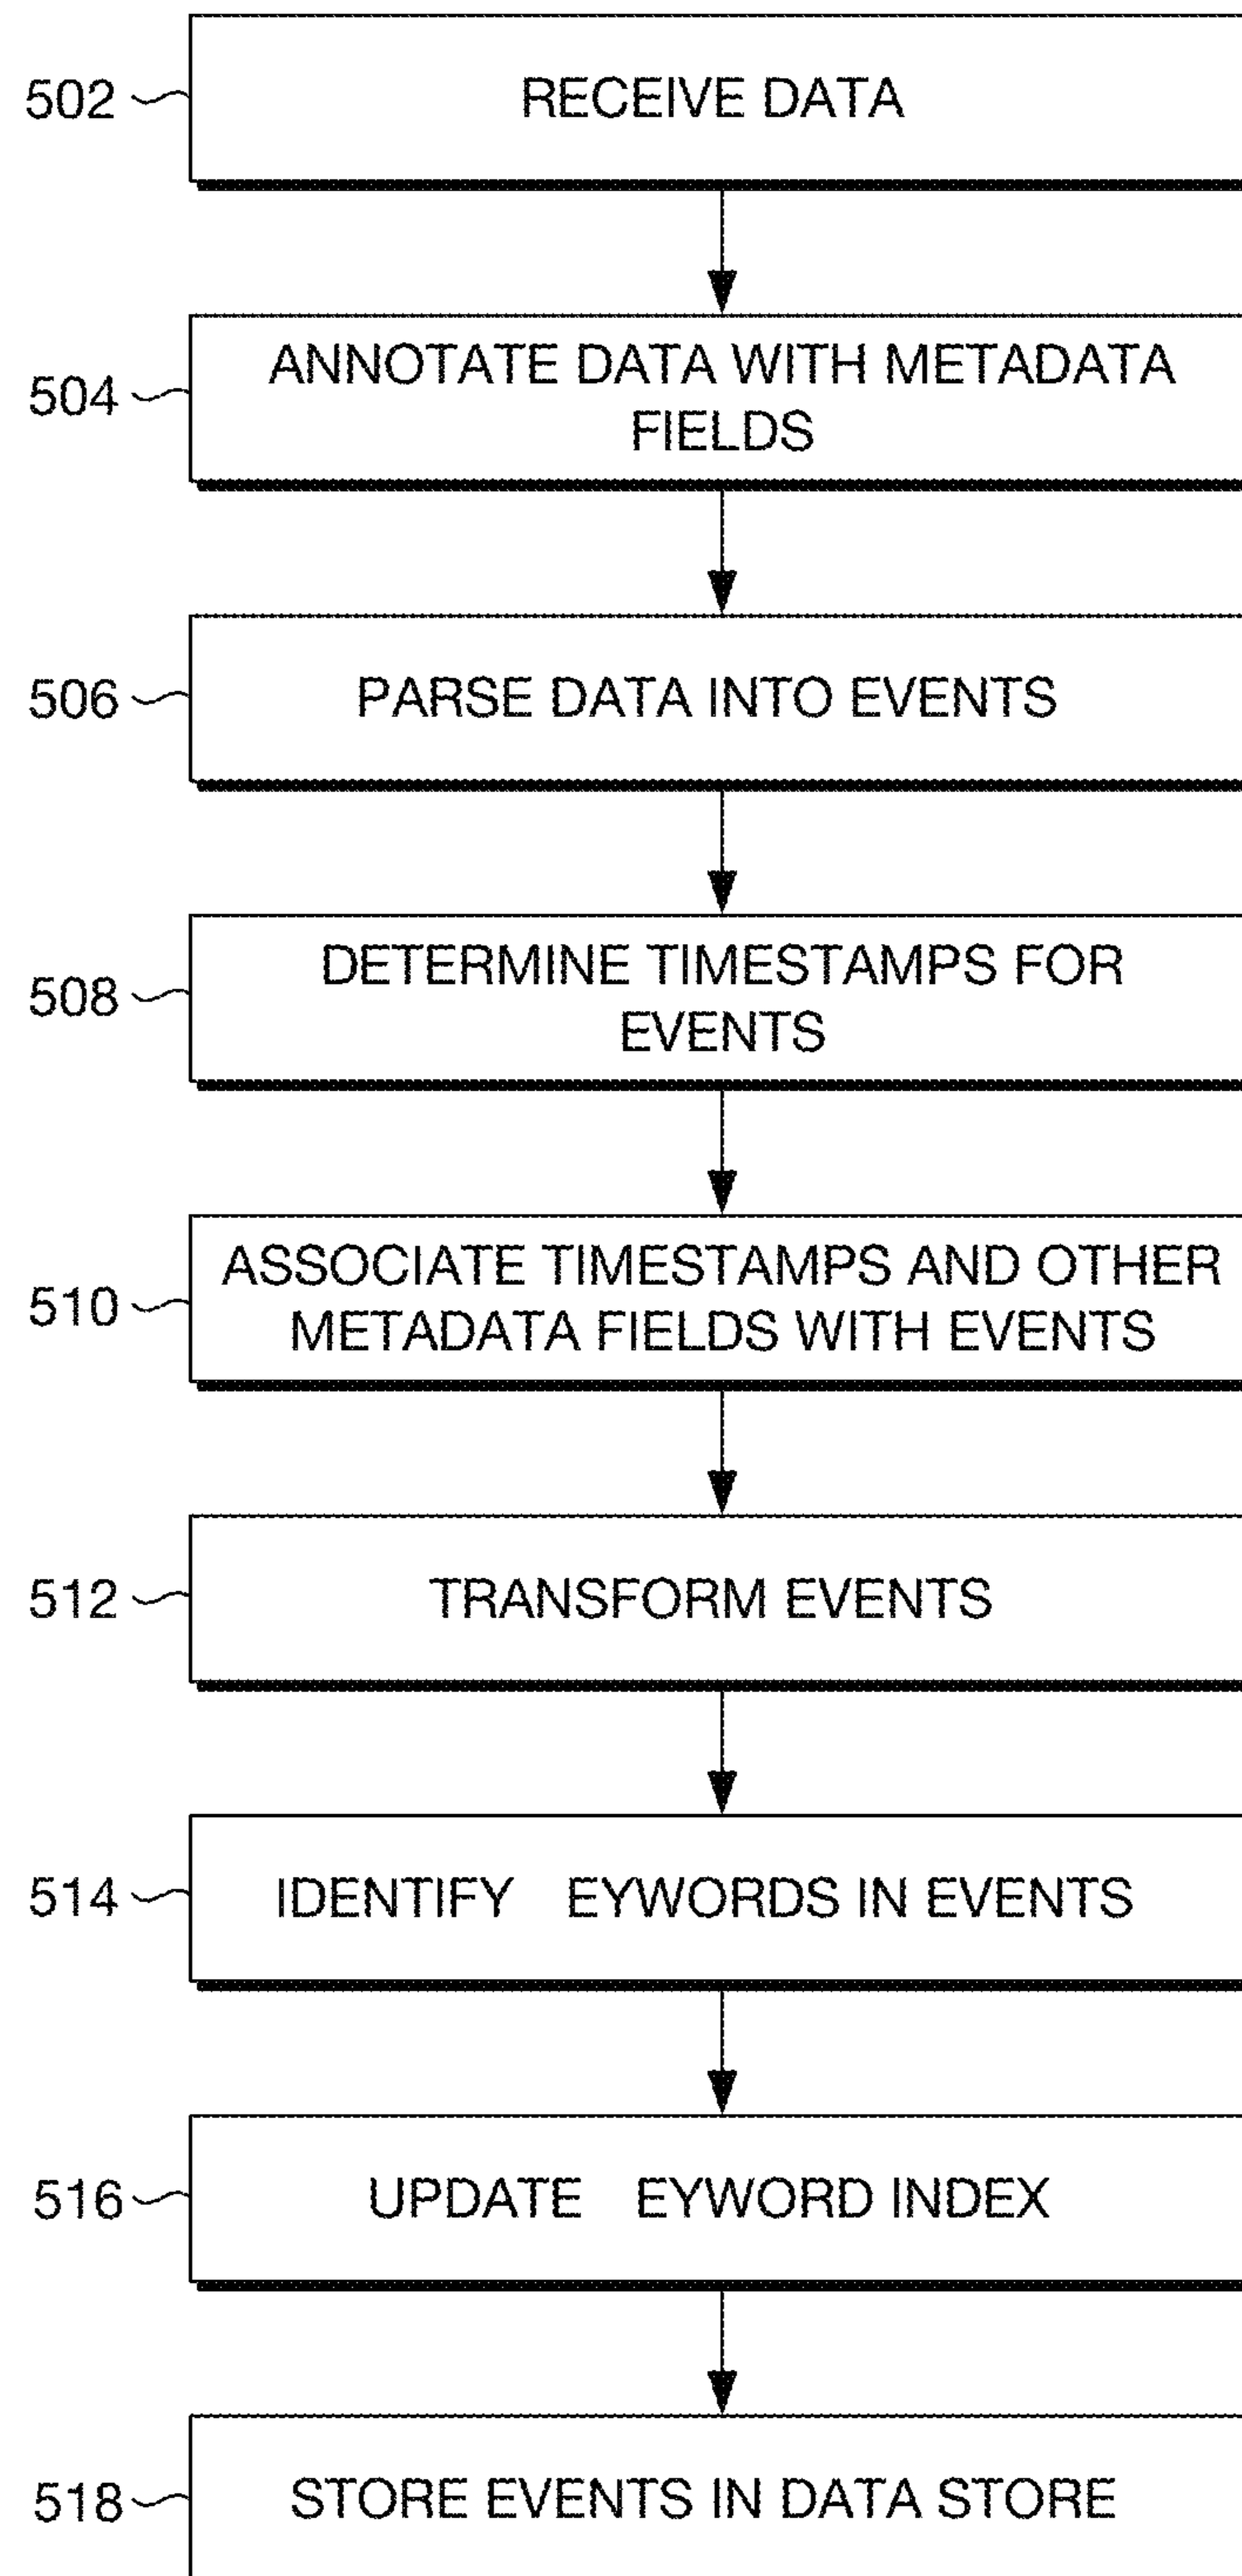 502
RECEIVE DATA
504
ANNOTATE DATA WITH METADATA
FIELDS
506
PARSE DATA INTO EVENTS
508
DETERMINE TIMESTAMPS FOR
EVENTS
510
ASSOCIATE TIMESTAMPS AND OTHER
METADATA FIELDS WITH EVENTS
512
TRANSFORM EVENTS
514
IDENTIFY EYWORDS IN EVENTS
516
UPDATE EYWORD INDEX
518
STORE EVENTS IN DATA STORE